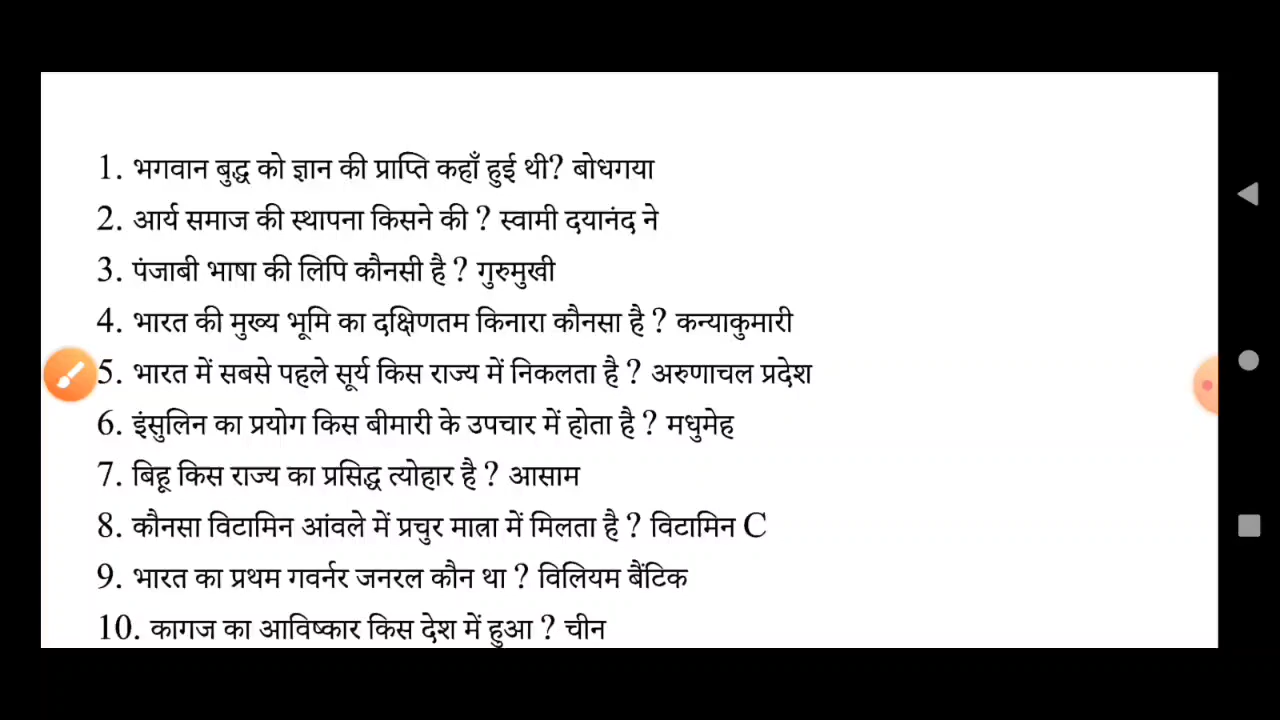 1. भगवान बुद्ध को ज्ञान की प्राप्ति कहाँ हुई थी? बोधगया
2. आर्य समाज की स्थापना किसने की ? स्वामी दयानंद ने
3. पंजाबी भाषा की लिपि कौनसी है ? गुरुमुखी
4. भारत की मुख्य भूमि का दक्षिणतम किनारा कौनसा है ? कन्याकुमारी
5. भारत में सबसे पहले सूर्य किस राज्य में निकलता है ? अरुणाचल प्रदेश
6. इंसुलिन का प्रयोग किस बीमारी के उपचार में होता है ? मधुमेह
7. बिहू किस राज्य का प्रसिद्ध त्योहार है ? आसाम
8. कौनसा विटामिन आंवले में प्रचुर मात्रा में मिलता है ? विटामिन C
9. भारत का प्रथम गवर्नर जनरल कौन था ? विलियम बैंटिक
10. कागज का आविष्कार किस देश में हुआ ? चीन